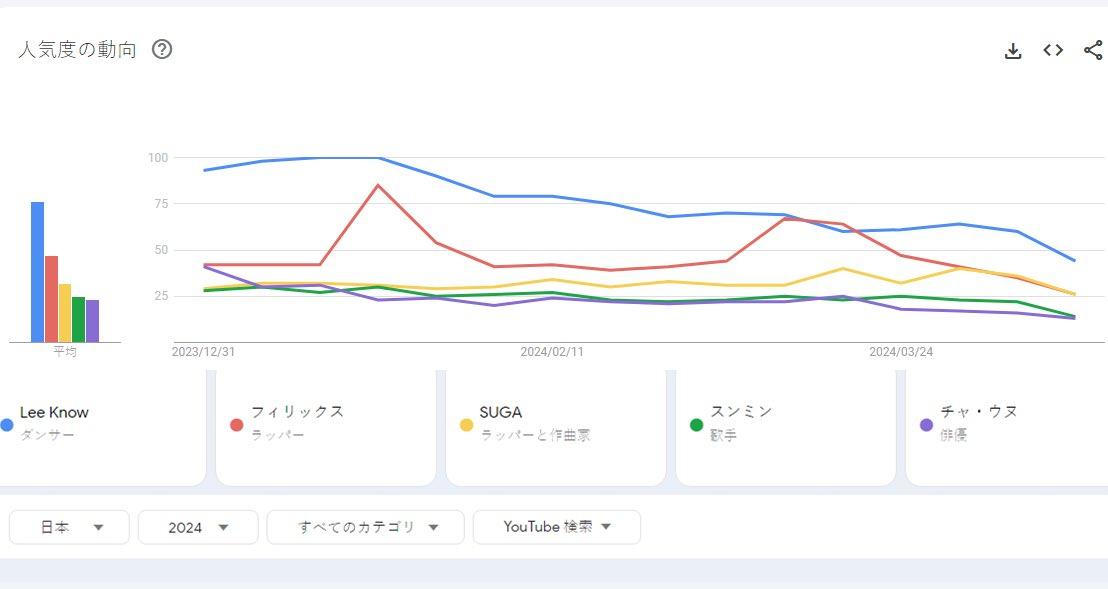 人気度の動向
100
75
50
25
平均
2023/12/31
2024/02/11
2024/03/24
Lee Know
ダンサー
フィリックス
ラッパー
SUGA
ラッパーと作曲家
スンミン
歌手
チャ・ウヌ
俳優
日本
2024
すべてのカテゴリ
YouTube 検索